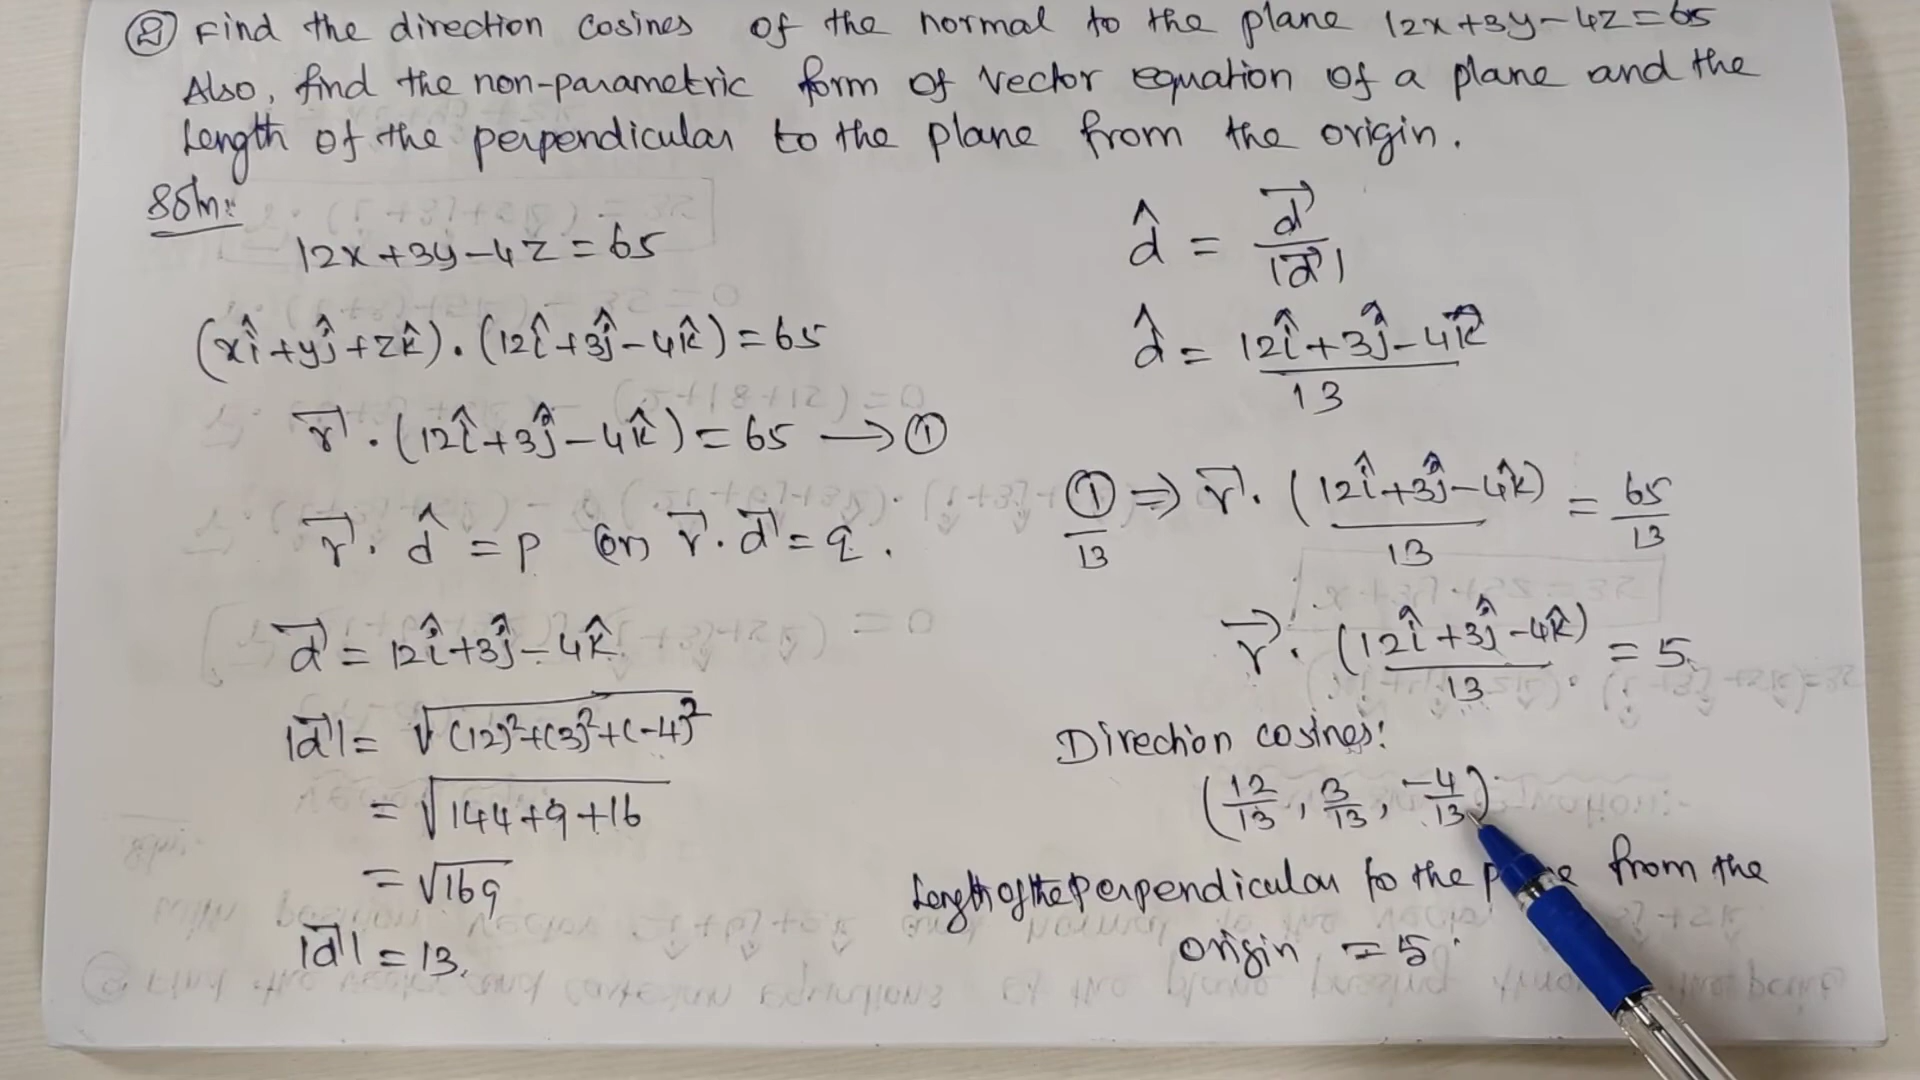 ② Find the direction cosines of the normal to the plane 12x+3y-4z=65
Also, find the non-parametric form of vector equation of a plane and the
Length of the perpendicular to the plane from the origin.
Soln:
12x+3y-4z=65
(xî+yĵ+zk̂).(12î+3ĵ-4k̂)=65
r⃗.(12î+3ĵ-4k̂)=65 → ①
r⃗.d̂=p (or) r⃗.d⃗=q.
d⃗=12î+3ĵ-4k̂
|d⃗|=√(12)²+(3)²+(-4)²
=√144+9+16
=√169
|d⃗|=13.
d̂ = d⃗/|d⃗|
d̂ = 12î+3ĵ-4k̂/13
①/13 ⇒ r⃗.(12î+3ĵ-4k̂)/13 = 65/13
r⃗.(12î+3ĵ-4k̂)/13 = 5.
Direction cosines:
(12/13, 3/13, -4/13)
Length of the perpendicular to the from the
origin = 5.